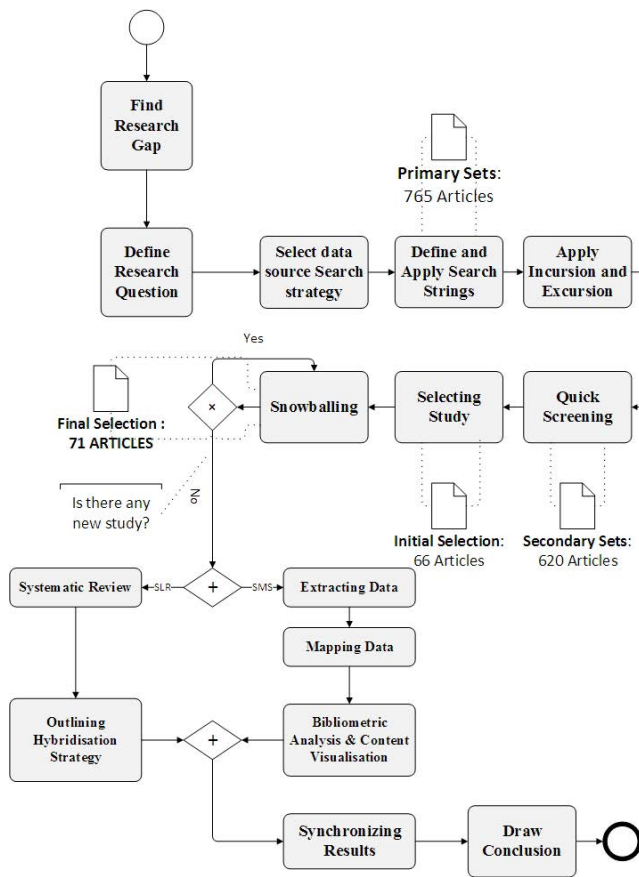 Find
Research
Gap
Primary Sets:
765 Articles
Define
Research
Question
Select data
source Search
strategy
Define and
Apply Search
Strings
Apply
Incursion and
Excursion
Yes
Final Selection :
71 ARTICLES
×
Snowballing
Selecting
Study
Quick
Screening
Is there any
new study?
No
Initial Selection:
66 Articles
Secondary Sets:
620 Articles
Systematic Review
SLR
+
SMS
Extracting Data
Mapping Data
Outlining
Hybridisation
Strategy
+
Bibliometric
Analysis & Content
Visualisation
Synchronizing
Results
Draw
Conclusion